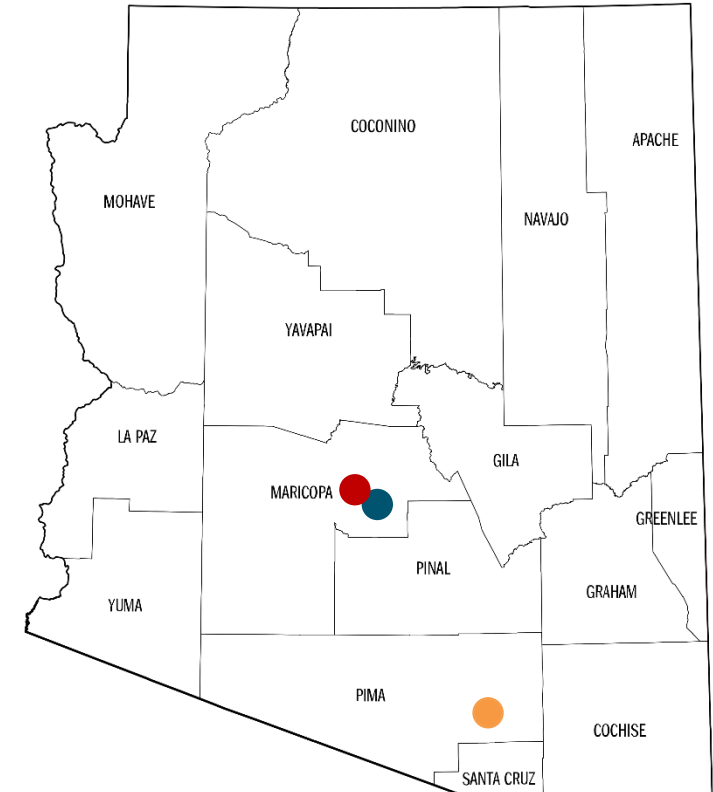 COCONINO
APACHE
MOHAVE
NAVAJO
YAVAPAI
LA PAZ
GILA
MARICOPA
GREENLEE
PINAL
GRAHAM
YUMA
PIMA
COCHISE
SANTA CRUZ